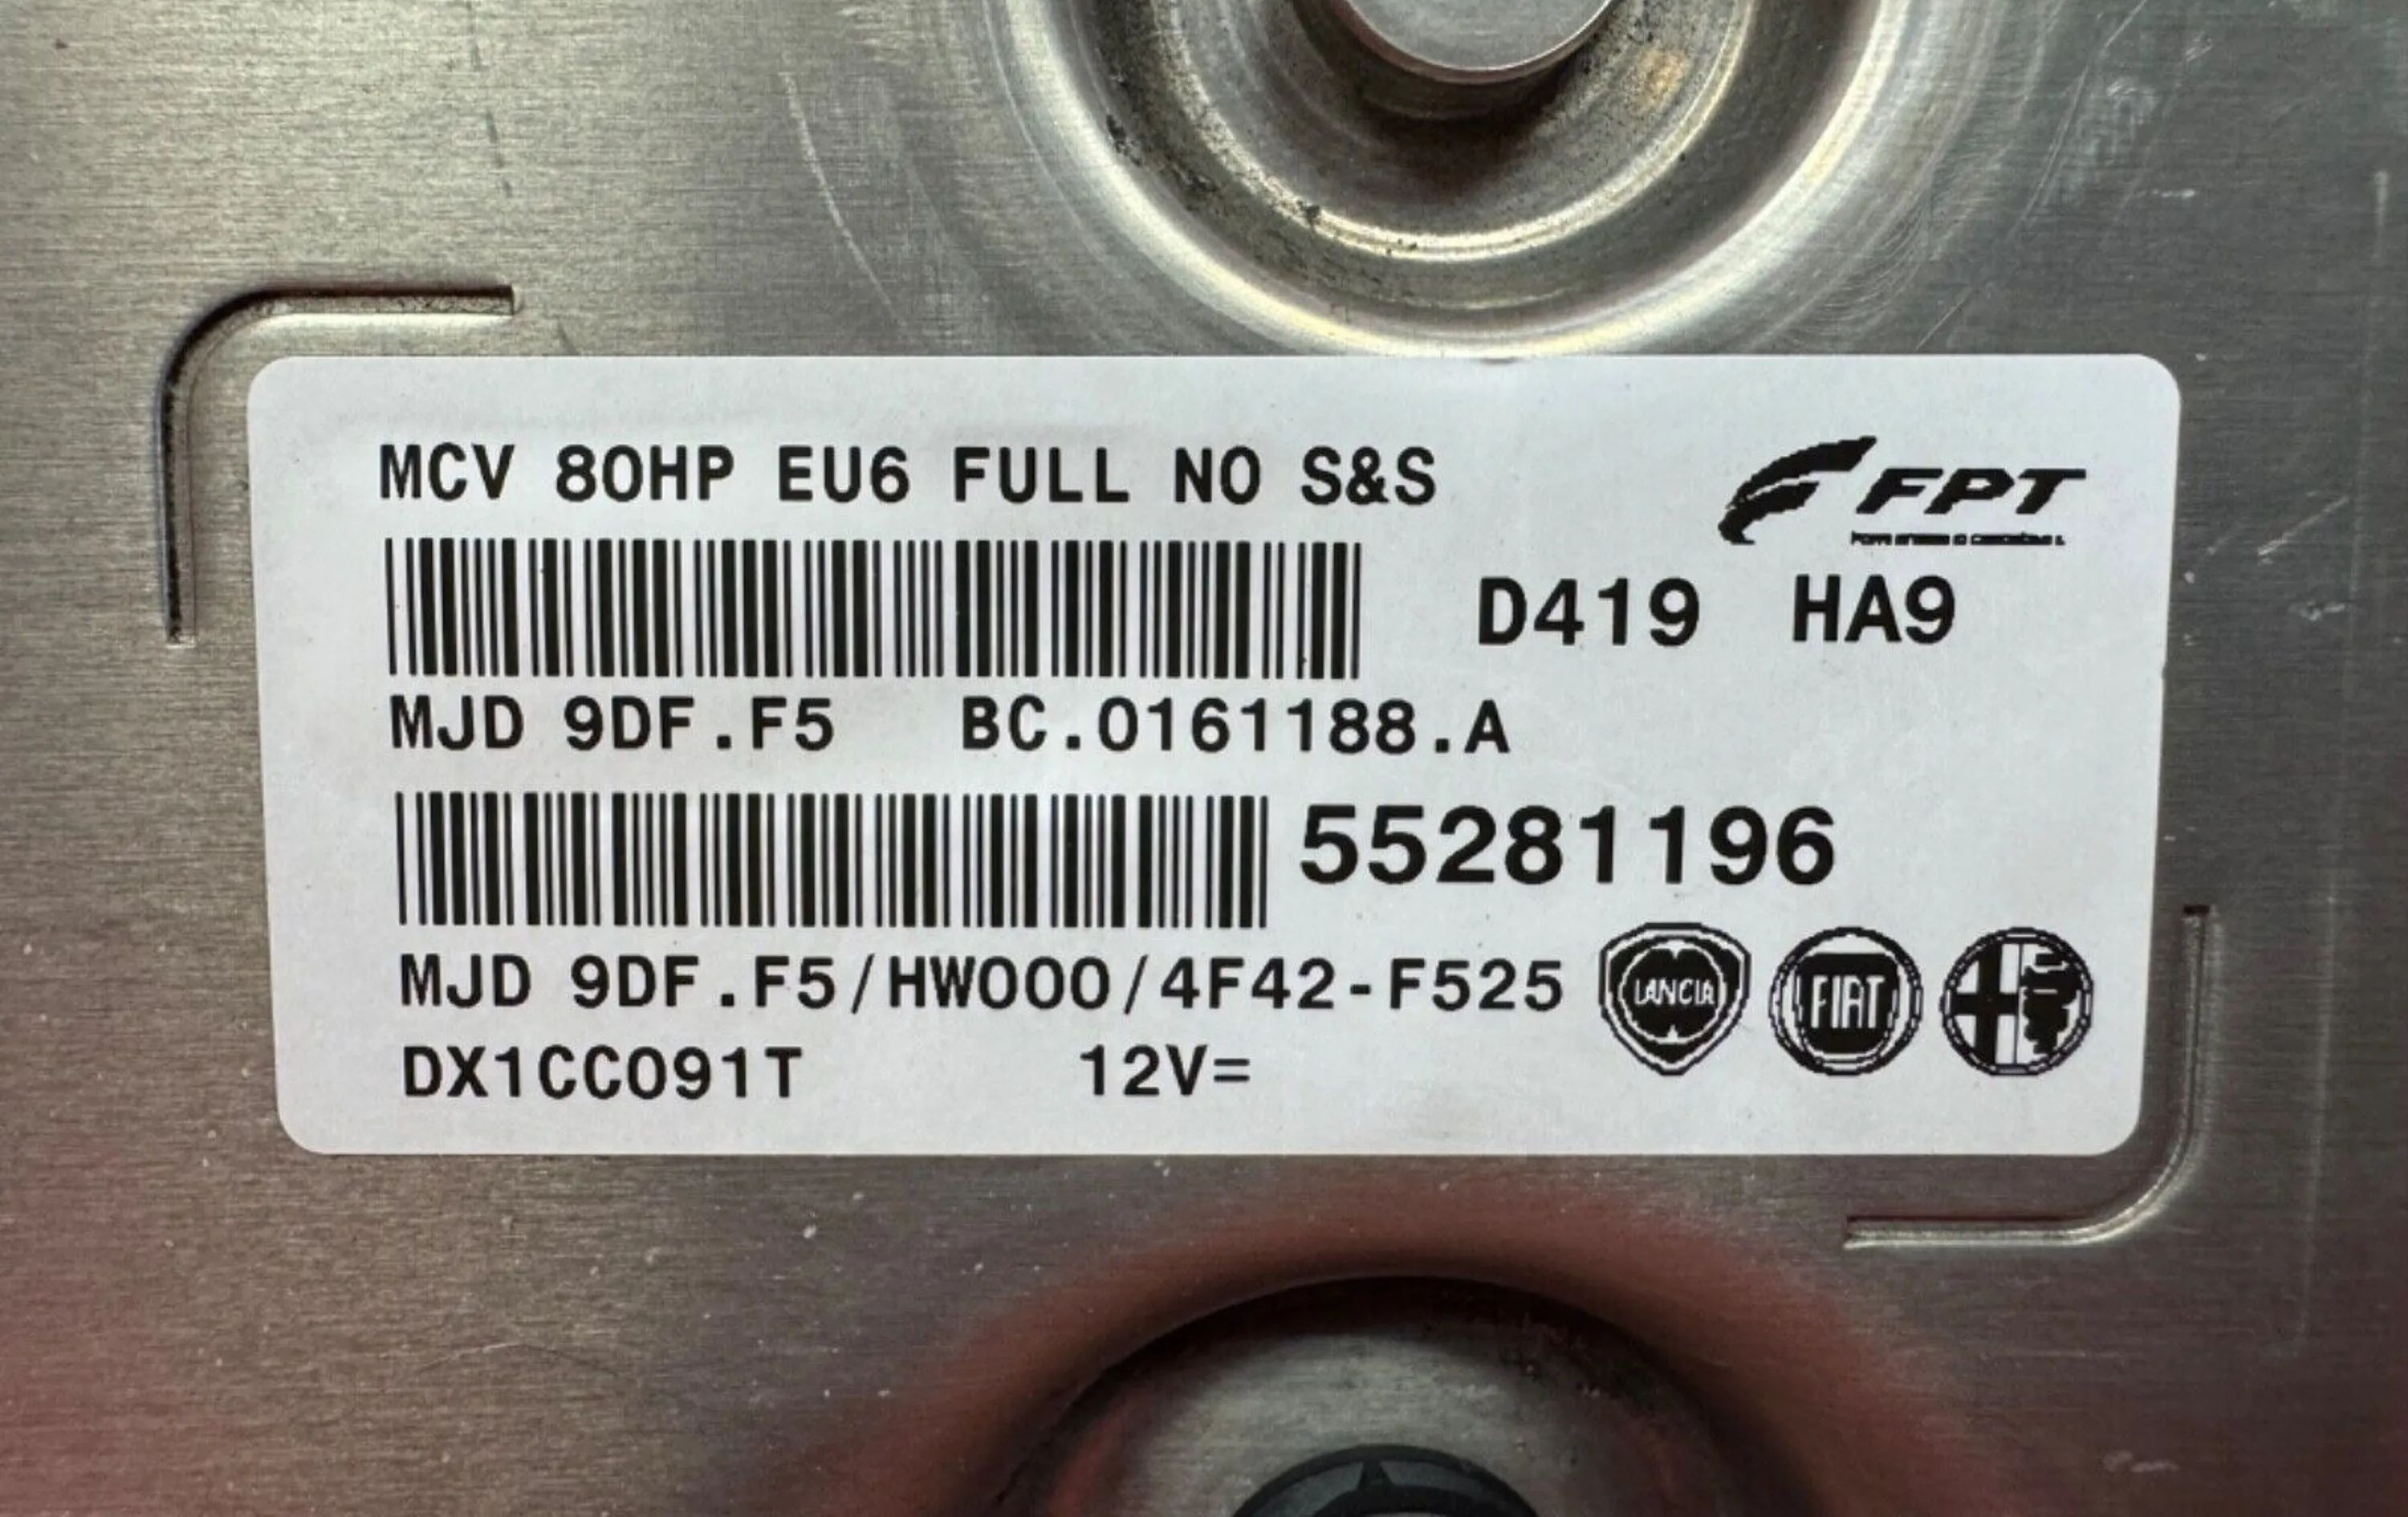 MCV 80HP EU6 FULL NO S&S
FPT
D419 HA9
MJD 9DF.F5 BC.0161188.A
55281196
MJD 9DF.F5/HW000/4F42-F525
LANCIA
FIAT
DX1CC091T 12V=